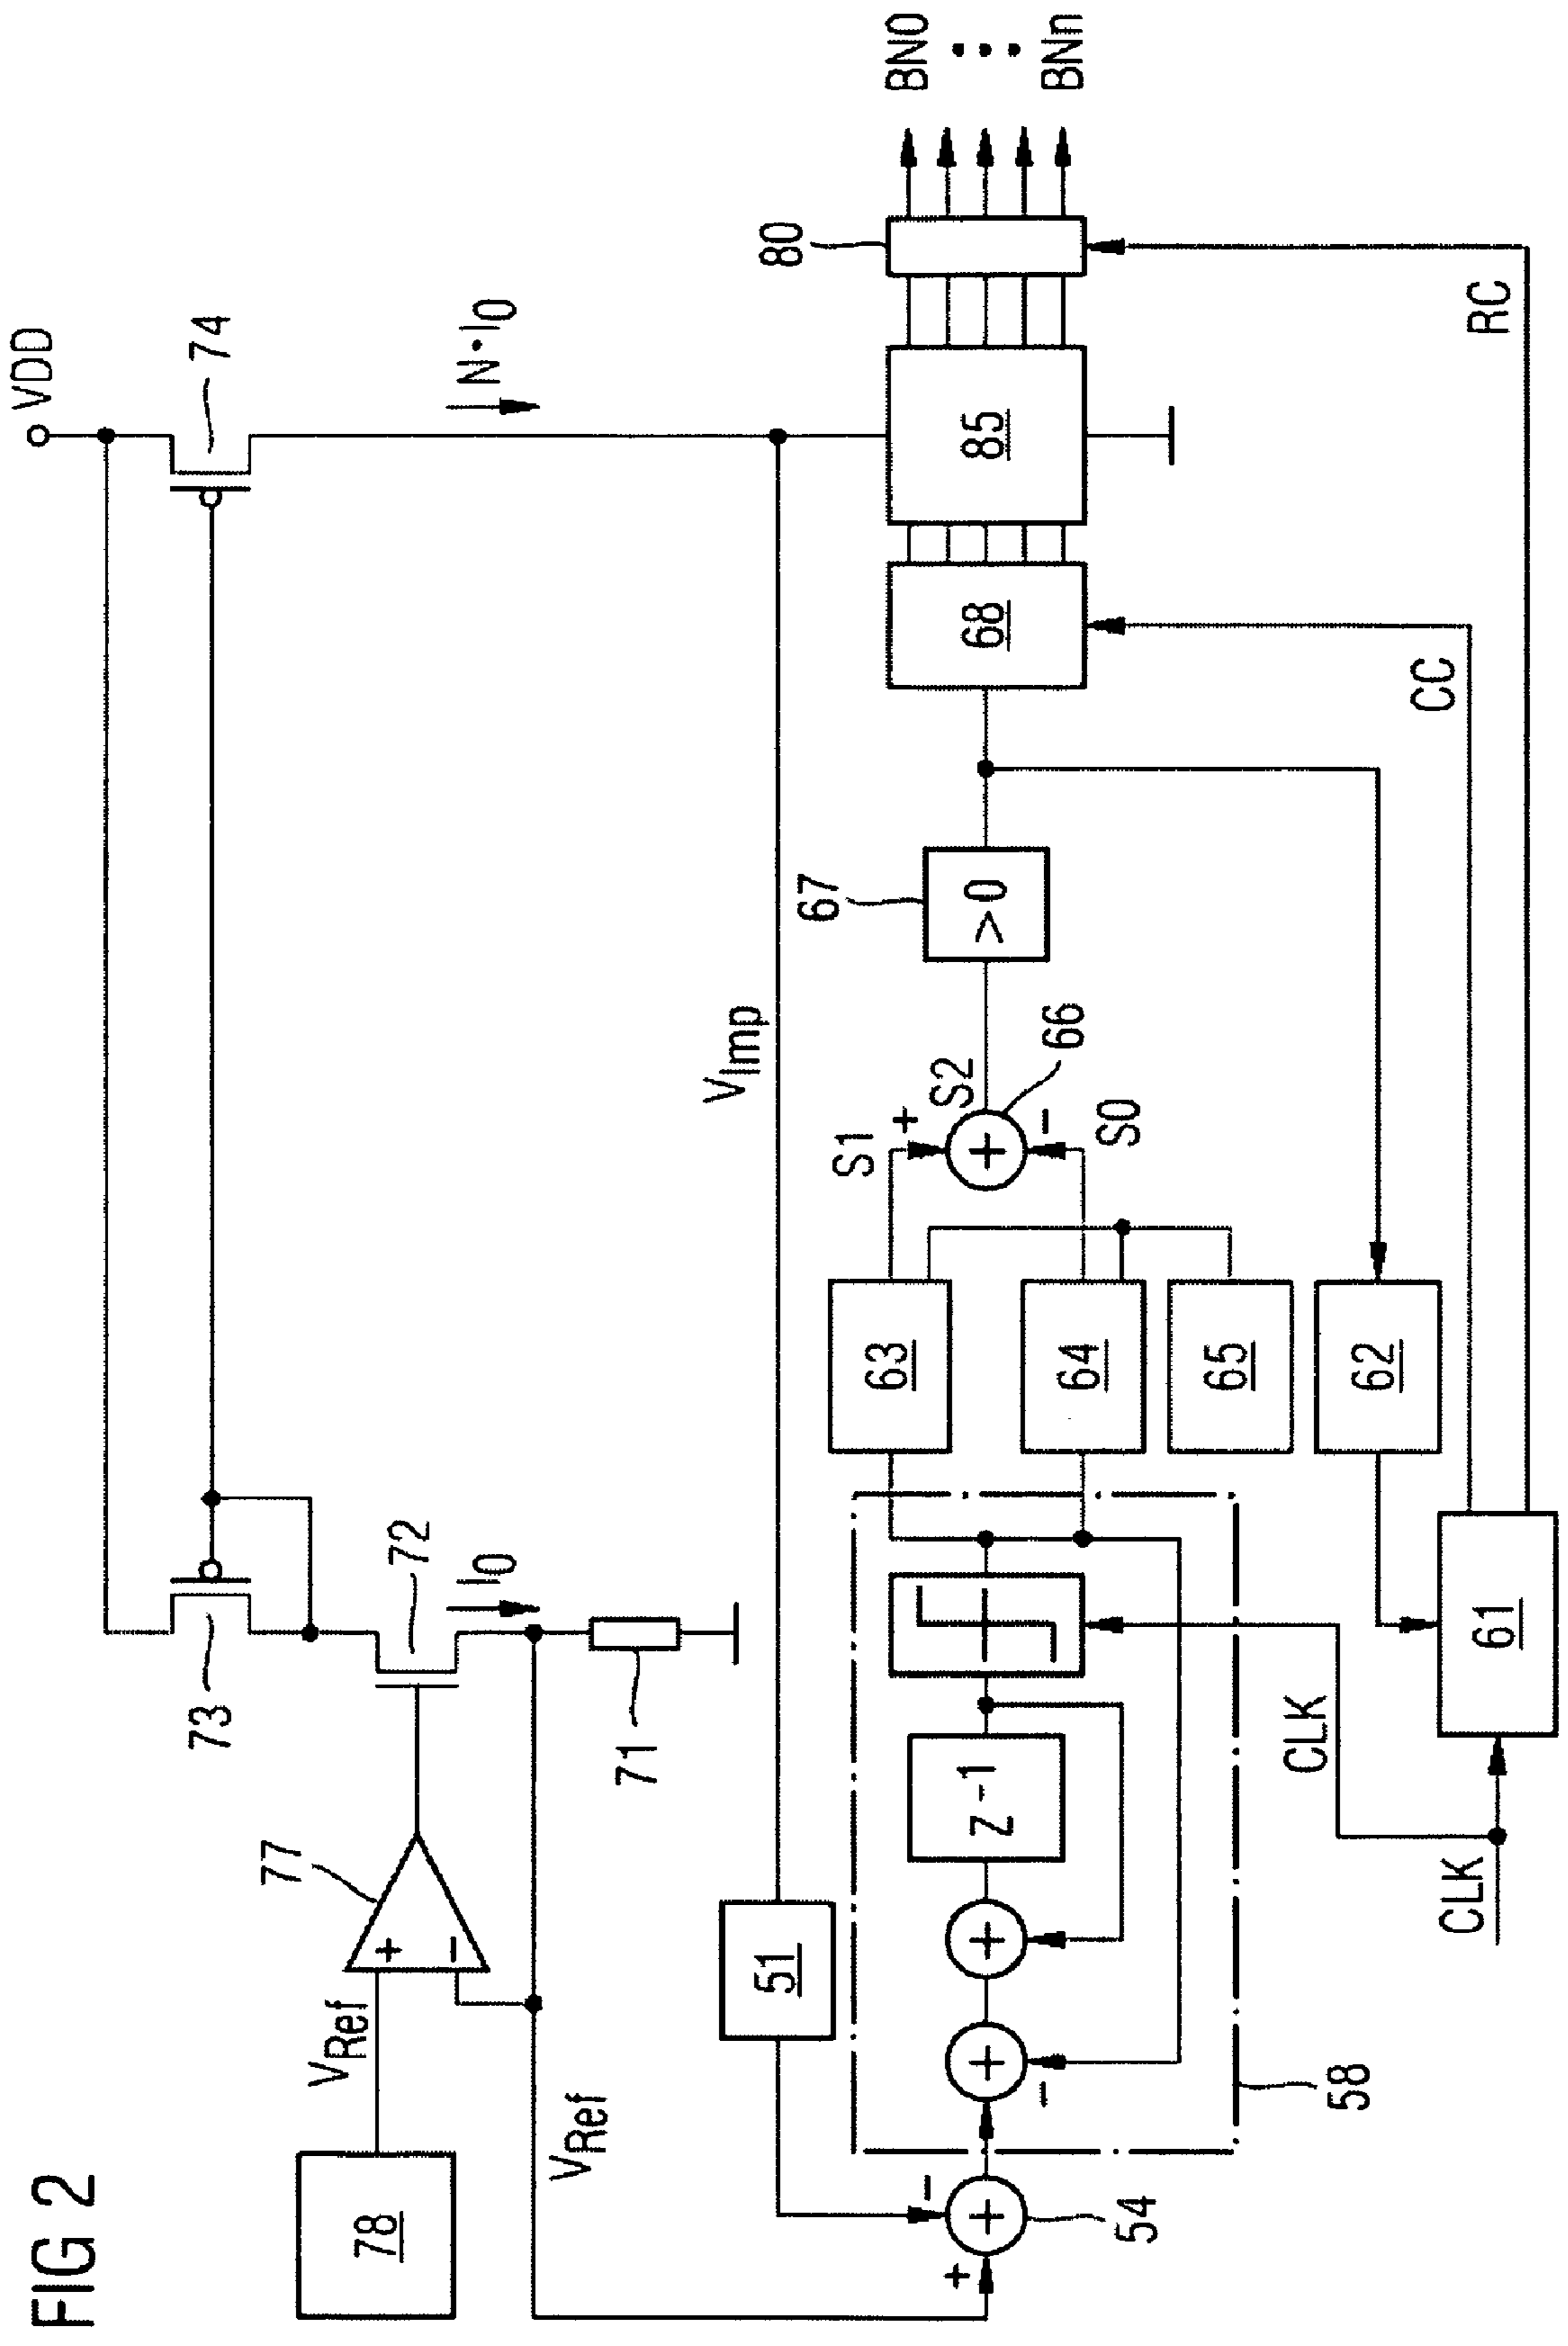 FIG 2
VDD
73
74
72
I0
N·I0
77
+
−
VRef
78
VRef
71
VImp
51
+
−
54
+
−
+
+
Z-1
58
CLK
CLK
63
64
65
62
61
S1
+
+
−
S0
S2
66
67
>0
68
85
80
CC
RC
BN0
BNn